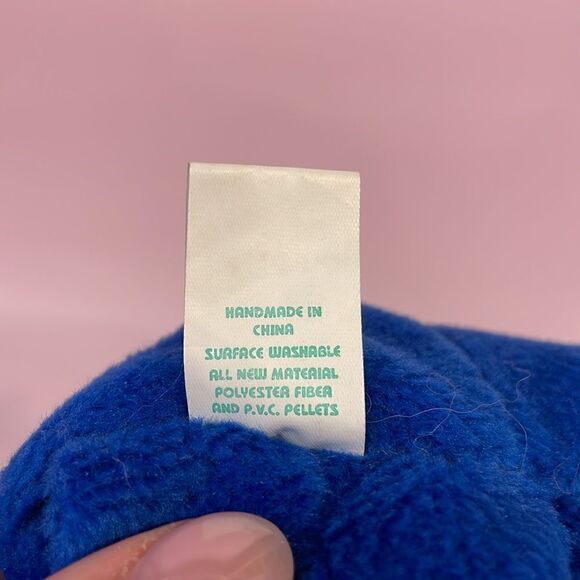 HANDMADE IN
CHINA
SURFACE WASHABLE
ALL NEW MATERIAL
POLYESTER FIBER
AND P.V.C. PELLETS